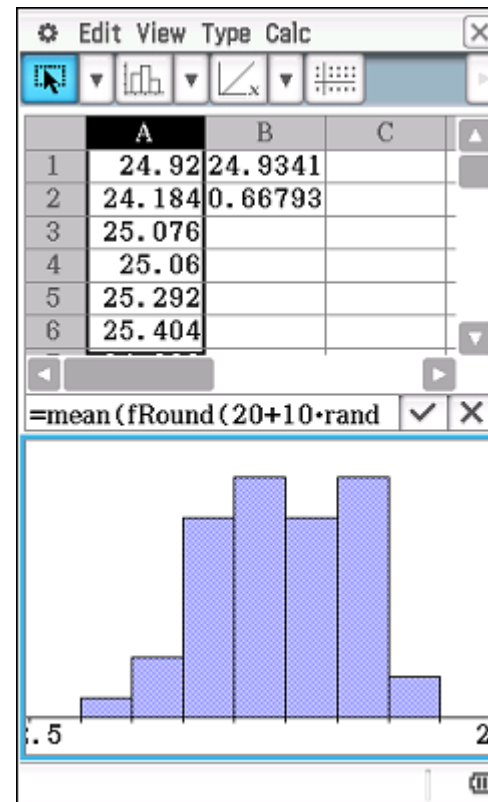 Edit View Type Calc
A B C
1 24.92 24.9341
2 24.184 0.66793
3 25.076
4 25.06
5 25.292
6 25.404
=mean(fRound(20+10·rand
.5 2